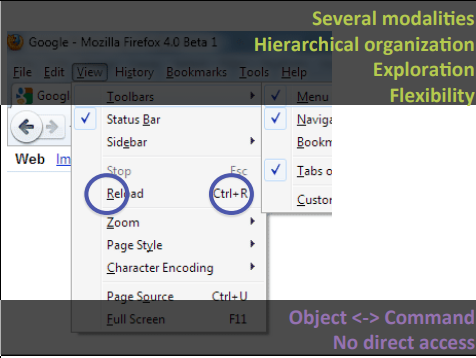 Several modalities
Google - Mozilla Firefox 4.0 Beta 1
Hierarchical organization
File Edit View History Bookmarks Tools Help
Exploration
Googl
Flexibility
Toolbars
Menu
Status Bar
Naviga
Sidebar
Bookm
Web Im
Stop Esc
Tabs o
Reload Ctrl+R
Custor
Zoom
Page Style
Character Encoding
Page Source Ctrl+U
Object <-> Command
Full Screen F11
No direct access